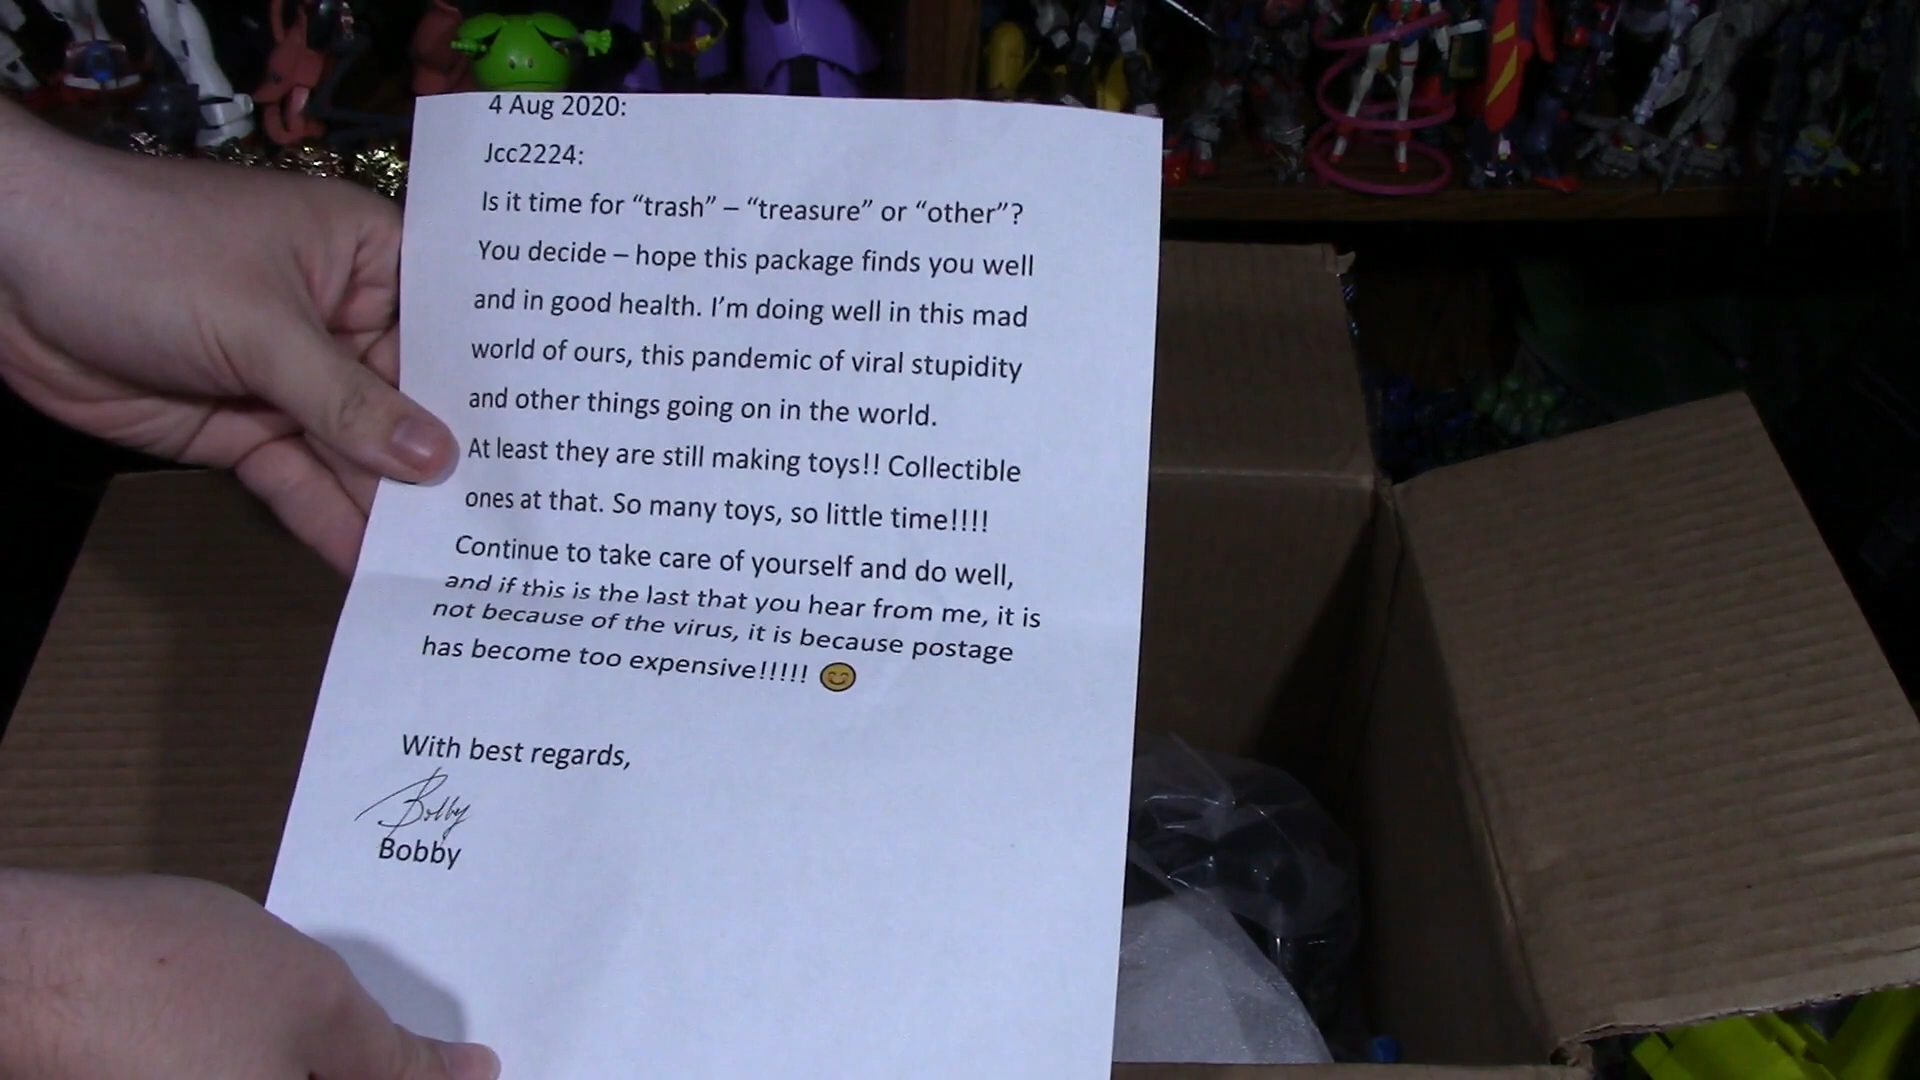 4 Aug 2020:
Jcc2224:
Is it time for “trash” – “treasure” or “other”?
You decide – hope this package finds you well
and in good health. I’m doing well in this mad
world of ours, this pandemic of viral stupidity
and other things going on in the world.
At least they are still making toys!! Collectible
ones at that. So many toys, so little time!!!!
Continue to take care of yourself and do well,
and if this is the last that you hear from me, it is
not because of the virus, it is because postage
has become too expensive!!!!! 😊
With best regards,
Bobby
Bobby